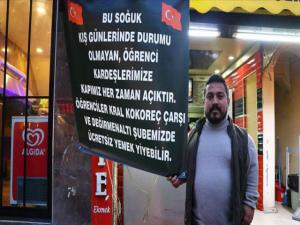 BU SOĞUK
KIŞ GÜNLERİNDE DURUMU
OLMAYAN, ÖĞRENCİ
KARDEŞLERİMİZE
KAPIMIZ HER ZAMAN AÇIKTIR.
ÖĞRENCİLER KRAL KOKOREÇ ÇARŞI
VE DEĞİRMENALTI ŞUBEMİZDE
ÜCRETSİZ YEMEK YİYEBİLİR.
ALGIDA
E
Ekmek